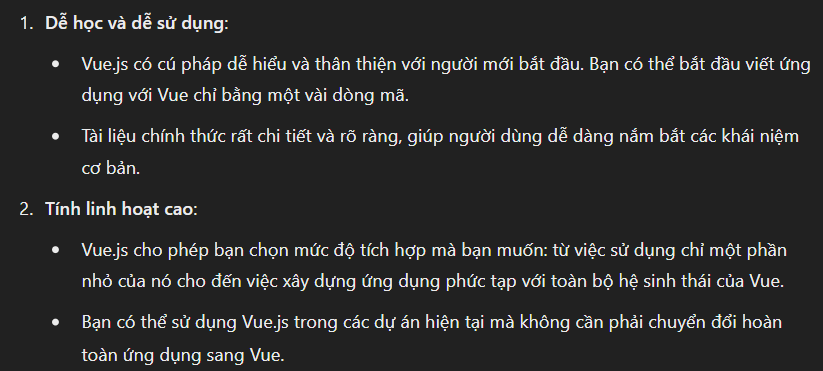 1. Dễ học và dễ sử dụng:
• Vue.js có cú pháp dễ hiểu và thân thiện với người mới bắt đầu. Bạn có thể bắt đầu viết ứng
dụng với Vue chỉ bằng một vài dòng mã.
• Tài liệu chính thức rất chi tiết và rõ ràng, giúp người dùng dễ dàng nắm bắt các khái niệm
cơ bản.
2. Tính linh hoạt cao:
• Vue.js cho phép bạn chọn mức độ tích hợp mà bạn muốn: từ việc sử dụng chỉ một phần
nhỏ của nó cho đến việc xây dựng ứng dụng phức tạp với toàn bộ hệ sinh thái của Vue.
• Bạn có thể sử dụng Vue.js trong các dự án hiện tại mà không cần phải chuyển đổi hoàn
toàn ứng dụng sang Vue.